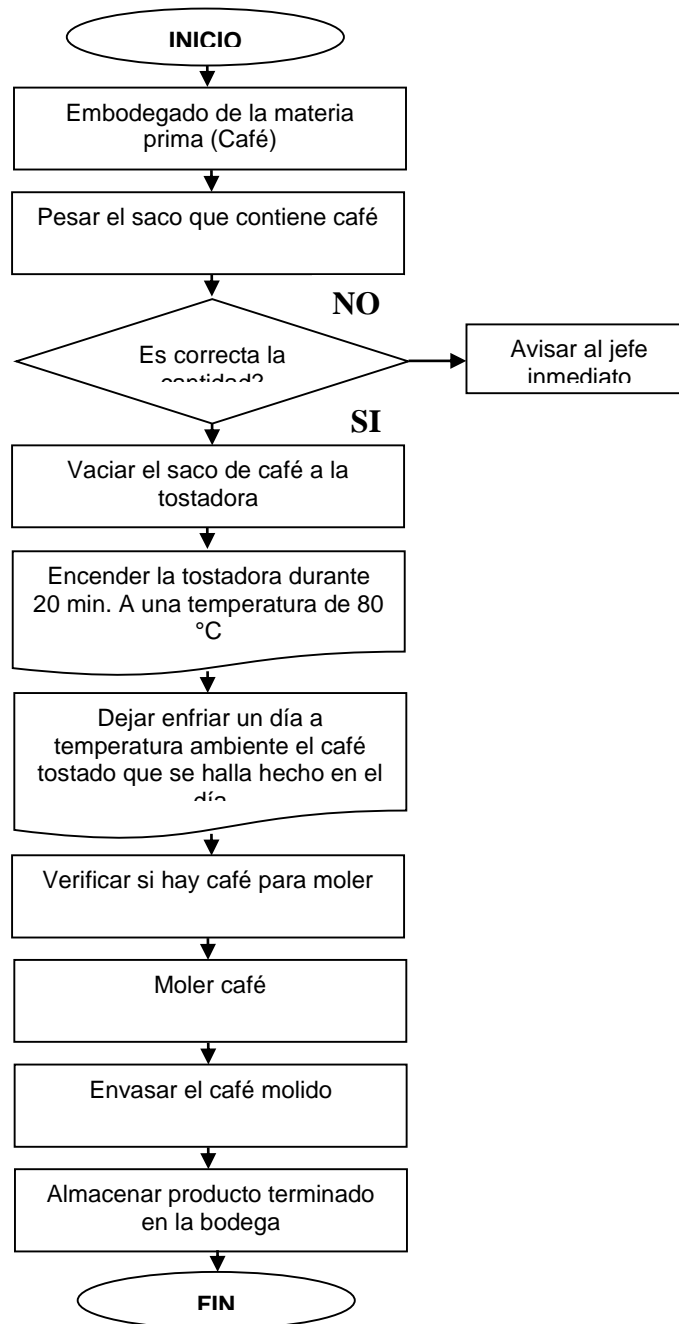 INICIO
Embodegado de la materia
prima (Café)
Pesar el saco que contiene café
NO
Es correcta la
cantidad?
Avisar al jefe
inmediato
SI
Vaciar el saco de café a la
tostadora
Encender la tostadora durante
20 min. A una temperatura de 80
°C
Dejar enfriar un día a
temperatura ambiente el café
tostado que se halla hecho en el
día
Verificar si hay café para moler
Moler café
Envasar el café molido
Almacenar producto terminado
en la bodega
FIN